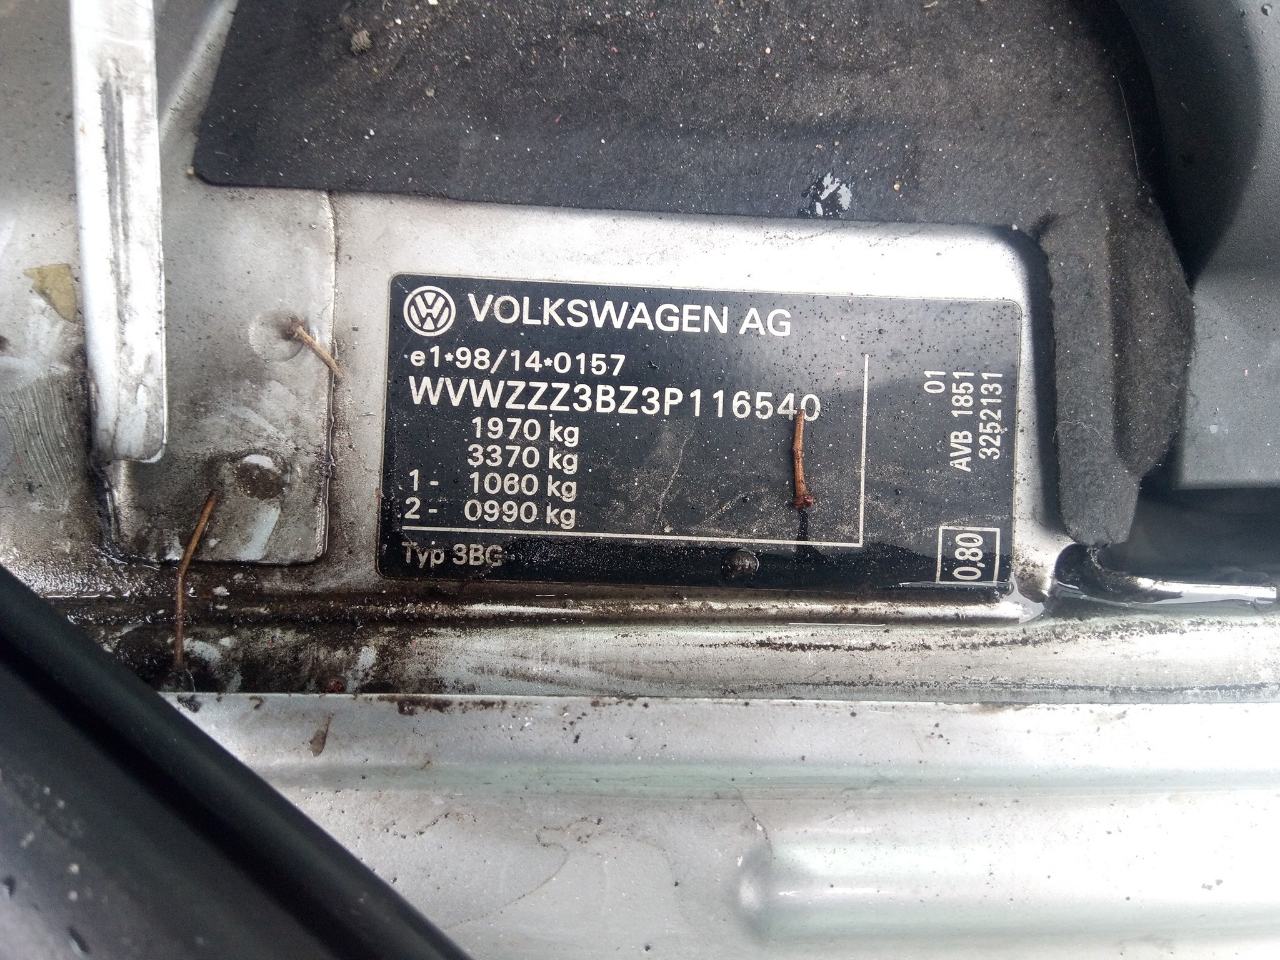 VOLKSWAGEN AG
e1*98/14*0157
WVWZZZ3BZ3P116540
1970 kg
3370 kg
1- 1060 kg
2- 0990 kg
Typ 3BG
01
AVB 1851
3252131
0,80